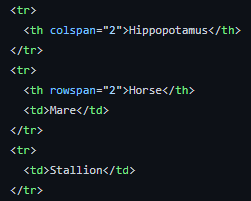 <tr>
  <th colspan="2">Hippopotamus</th>
</tr>
<tr>
  <th rowspan="2">Horse</th>
  <td>Mare</td>
</tr>
<tr>
  <td>Stallion</td>
</tr>